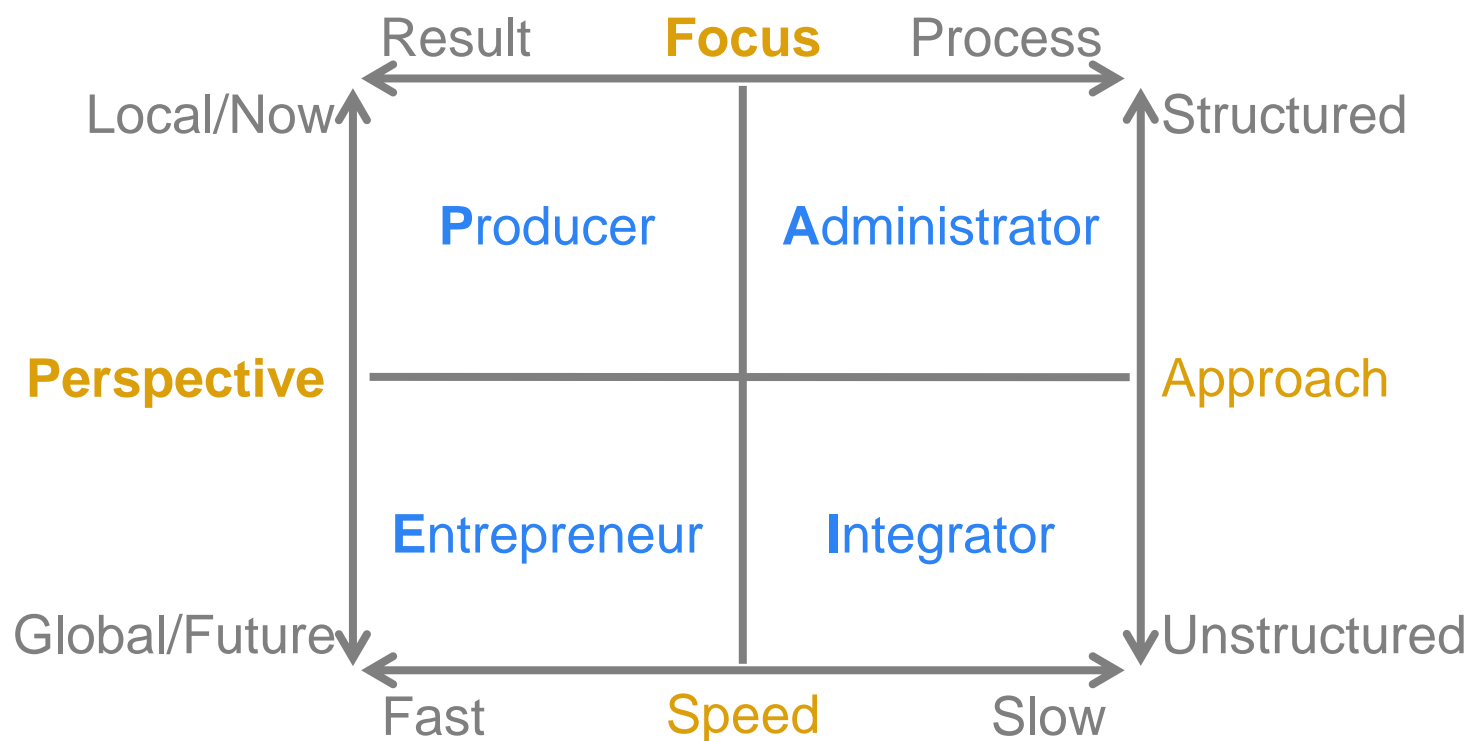 Result Focus Process
Local/Now Structured
Producer Administrator
Perspective Approach
Entrepreneur Integrator
Global/Future Unstructured
Fast Speed Slow